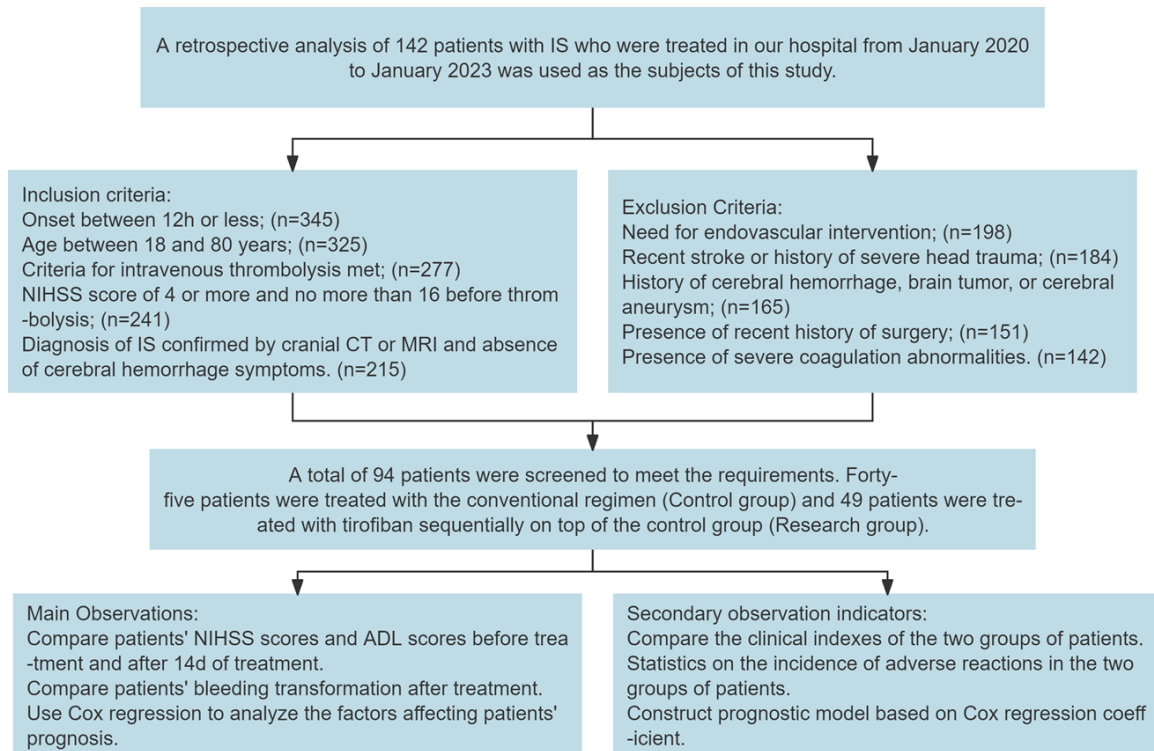 A retrospective analysis of 142 patients with IS who were treated in our hospital from January 2020
to January 2023 was used as the subjects of this study.
Inclusion criteria:
Onset between 12h or less; (n=345)
Age between 18 and 80 years; (n=325)
Criteria for intravenous thrombolysis met; (n=277)
NIHSS score of 4 or more and no more than 16 before throm
-bolysis; (n=241)
Diagnosis of IS confirmed by cranial CT or MRI and absence
of cerebral hemorrhage symptoms. (n=215)
Exclusion Criteria:
Need for endovascular intervention; (n=198)
Recent stroke or history of severe head trauma; (n=184)
History of cerebral hemorrhage, brain tumor, or cerebral
aneurysm; (n=165)
Presence of recent history of surgery; (n=151)
Presence of severe coagulation abnormalities. (n=142)
A total of 94 patients were screened to meet the requirements. Forty-
five patients were treated with the conventional regimen (Control group) and 49 patients were tre-
ated with tirofiban sequentially on top of the control group (Research group).
Main Observations:
Compare patients' NIHSS scores and ADL scores before trea
-tment and after 14d of treatment.
Compare patients' bleeding transformation after treatment.
Use Cox regression to analyze the factors affecting patients'
prognosis.
Secondary observation indicators:
Compare the clinical indexes of the two groups of patients.
Statistics on the incidence of adverse reactions in the two
groups of patients.
Construct prognostic model based on Cox regression coeff
-icient.